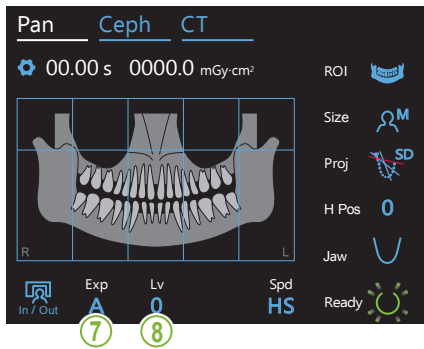 Pan Ceph CT
00.00 s 0000.0 mGy·cm²
ROI
Size M
Proj SD
H Pos 0
Jaw
R L
Exp Lv Spd
In / Out A 0 HS
Ready
7 8